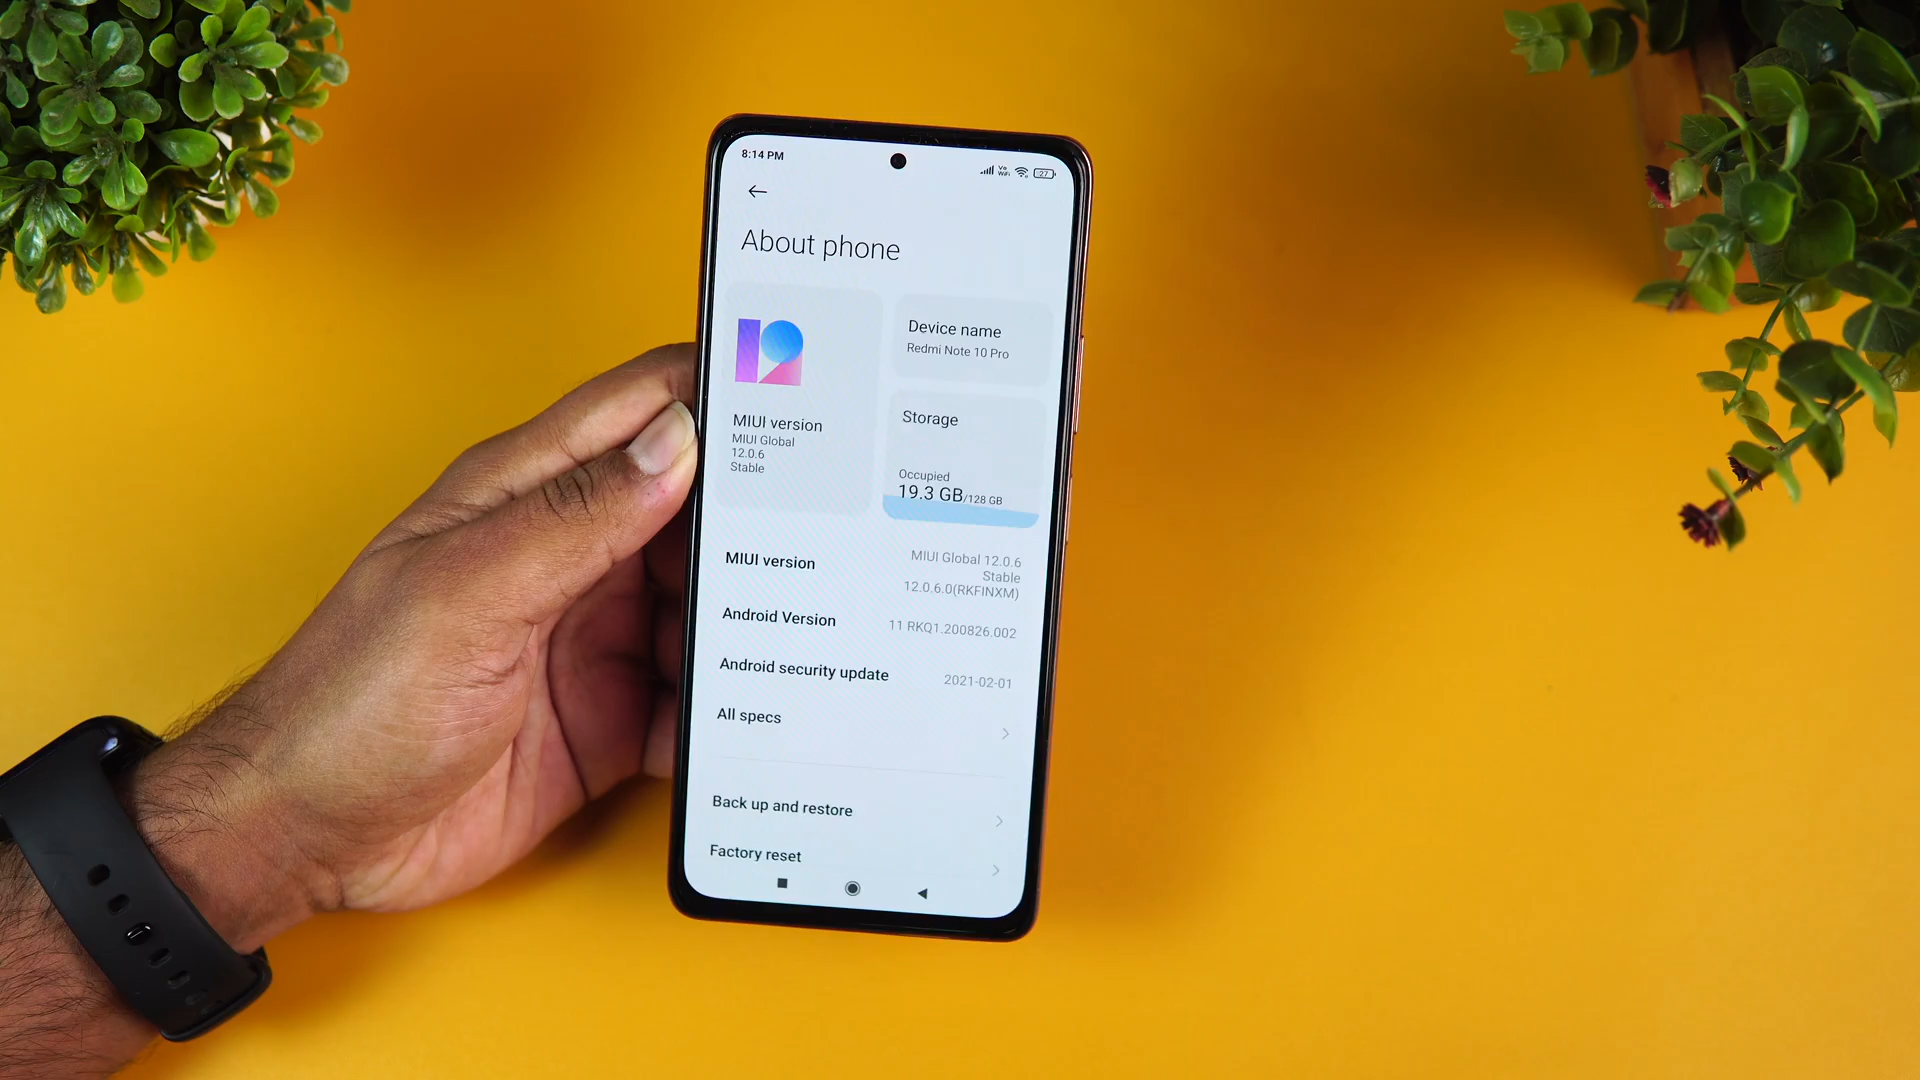 8:14 PM
Vo
WiFi
27
About phone
MIUI version
MIUI Global
12.0.6
Stable
Device name
Redmi Note 10 Pro
Storage
Occupied
19.3 GB/128 GB
MIUI version
MIUI Global 12.0.6
Stable
12.0.6.0(RKFINXM)
Android Version
11 RKQ1.200826.002
Android security update
2021-02-01
All specs
Back up and restore
Factory reset